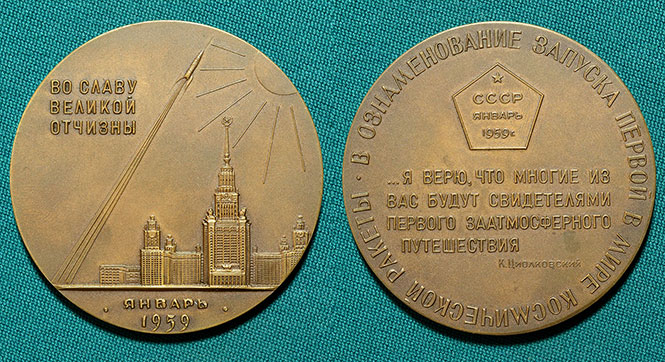 ВО СЛАВУ
ВЕЛИКОЙ
ОТЧИЗНЫ
ЯНВАРЬ
1959
В ОЗНАМЕНОВАНИЕ ЗАПУСКА ПЕРВОЙ В МИРЕ КОСМИЧЕСКОЙ РАКЕТЫ
СССР
ЯНВАРЬ
1959г.
...Я ВЕРЮ, ЧТО МНОГИЕ ИЗ
ВАС БУДУТ СВИДЕТЕЛЯМИ
ПЕРВОГО ЗААТМОСФЕРНОГО
ПУТЕШЕСТВИЯ
К.Циолковский